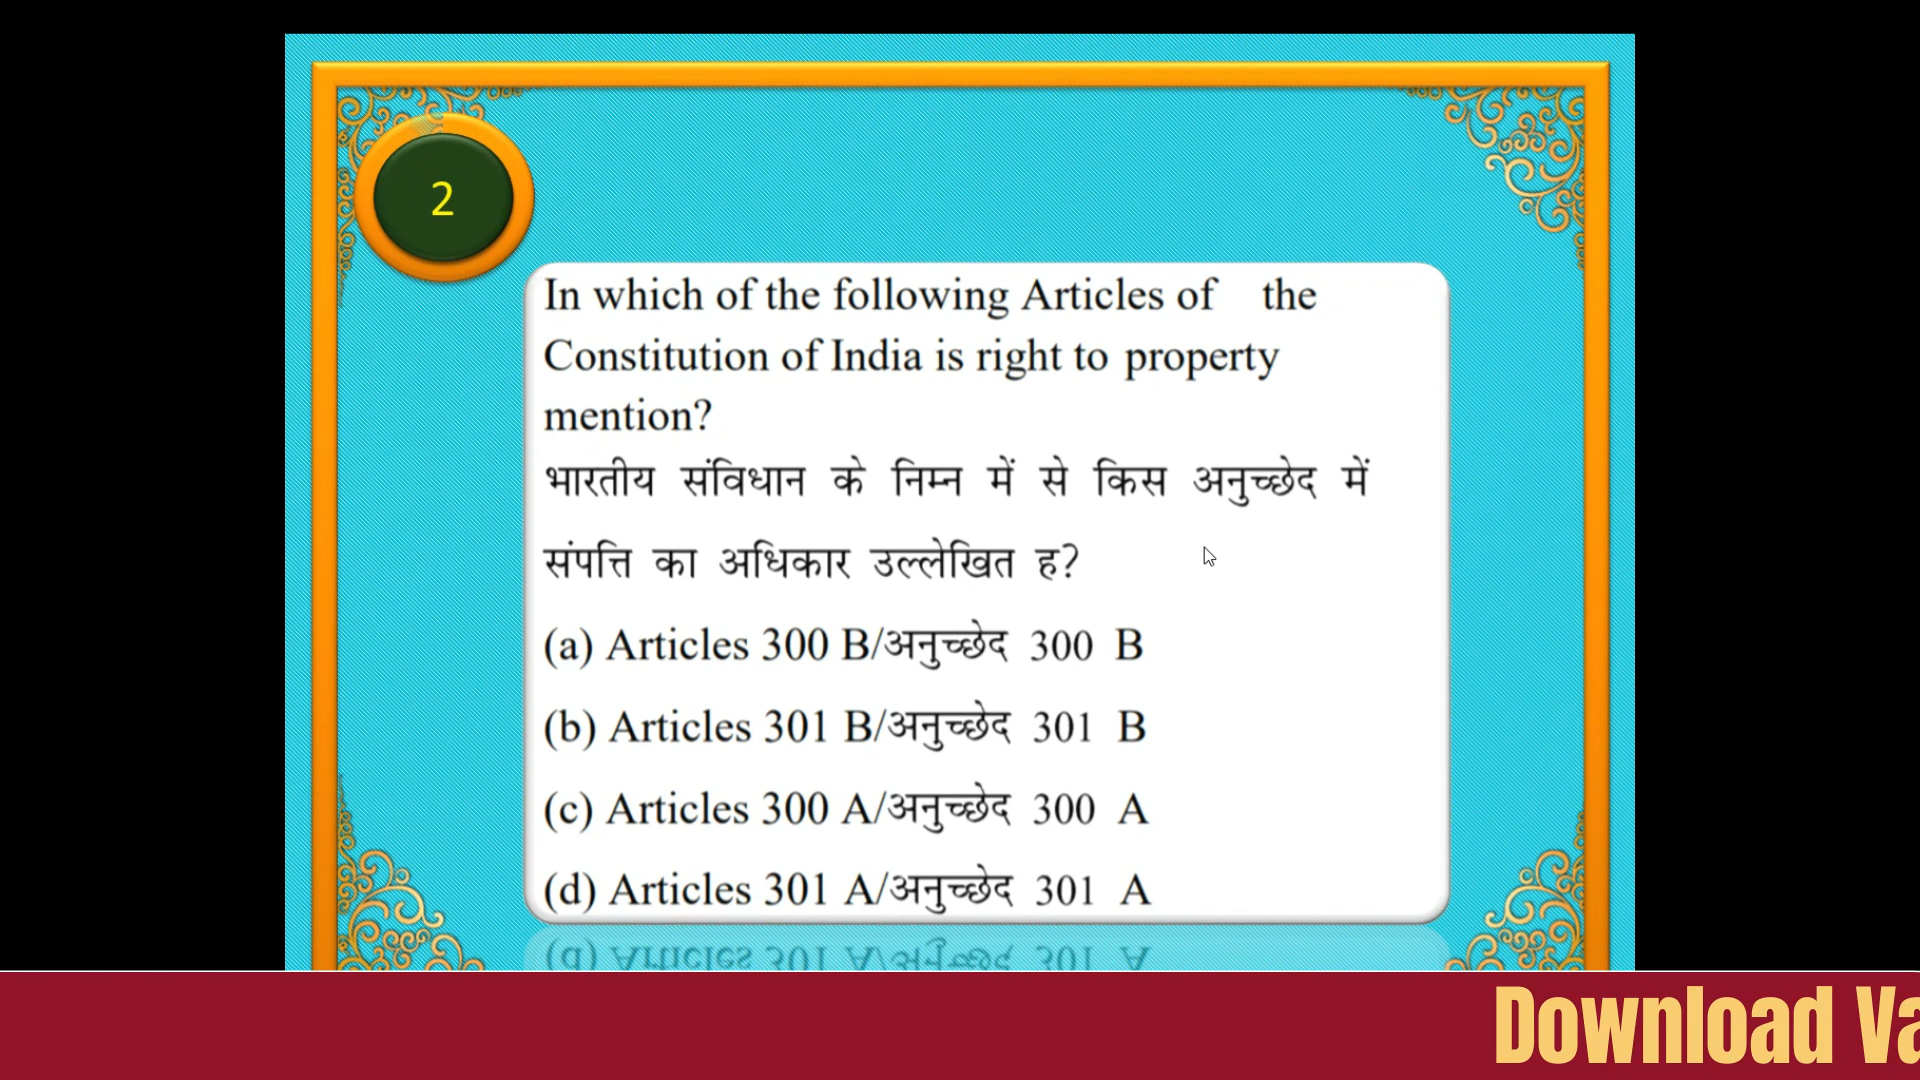 2
In which of the following Articles of the
Constitution of India is right to property
mention?
भारतीय संविधान के निम्न में से किस अनुच्छेद में
संपत्ति का अधिकार उल्लेखित ह?
(a) Articles 300 B/अनुच्छेद 300 B
(b) Articles 301 B/अनुच्छेद 301 B
(c) Articles 300 A/अनुच्छेद 300 A
(d) Articles 301 A/अनुच्छेद 301 A
Download